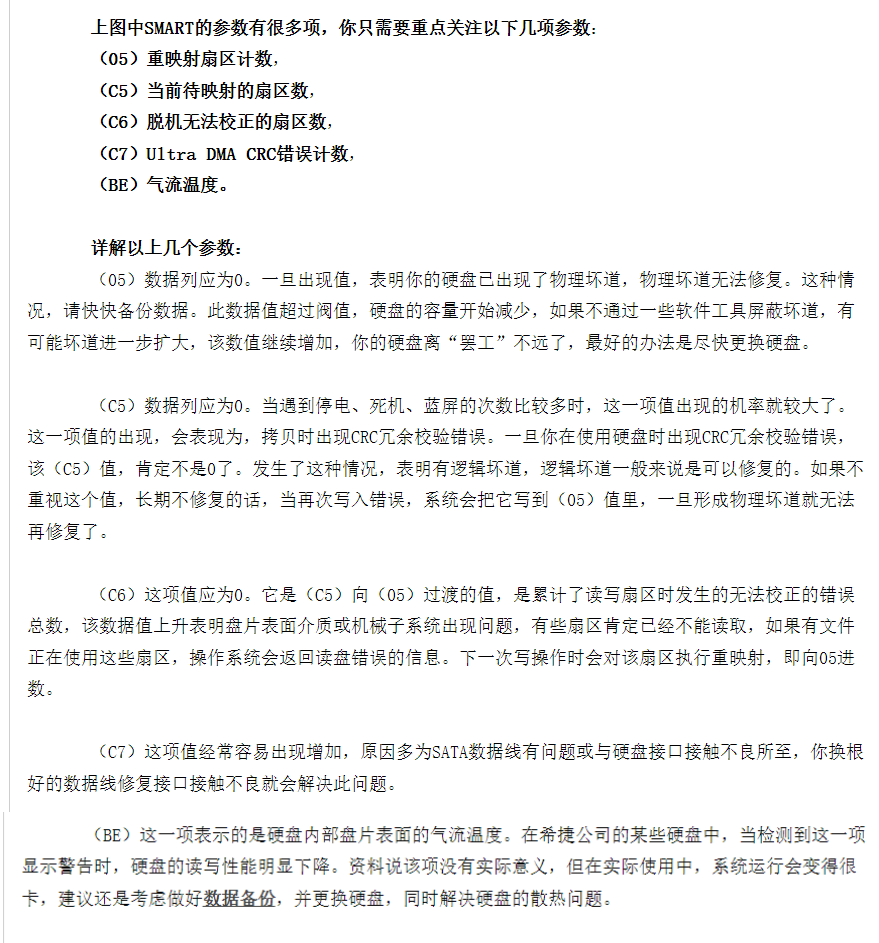 上图中SMART的参数有很多项，你只需要重点关注以下几项参数：
（05）重映射扇区计数，
（C5）当前待映射的扇区数，
（C6）脱机无法校正的扇区数，
（C7）Ultra DMA CRC错误计数，
（BE）气流温度。
详解以上几个参数：
（05）数据列应为0。一旦出现值，表明你的硬盘已出现了物理坏道，物理坏道无法修复。这种情
况，请快快备份数据。此数据值超过阀值，硬盘的容量开始减少，如果不通过一些软件工具屏蔽坏道，有
可能坏道进一步扩大，该数值继续增加，你的硬盘离“罢工”不远了，最好的办法是尽快更换硬盘。
（C5）数据列应为0。当遇到停电、死机、蓝屏的次数比较多时，这一项值出现的机率就较大了。
这一项值的出现，会表现为，拷贝时出现CRC冗余校验错误。一旦你在使用硬盘时出现CRC冗余校验错误，
该（C5）值，肯定不是0了。发生了这种情况，表明有逻辑坏道，逻辑坏道一般来说是可以修复的。如果不
重视这个值，长期不修复的话，当再次写入错误，系统会把它写到（05）值里，一旦形成物理坏道就无法
再修复了。
（C6）这项值应为0。它是（C5）向（05）过渡的值，是累计了读写扇区时发生的无法校正的错误
总数，该数据值上升表明盘片表面介质或机械子系统出现问题，有些扇区肯定已经不能读取，如果有文件
正在使用这些扇区，操作系统会返回读盘错误的信息。下一次写操作时会对该扇区执行重映射，即向05进
数。
（C7）这项值经常容易出现增加，原因多为SATA数据线有问题或与硬盘接口接触不良所至，你换根
好的数据线修复接口接触不良就会解决此问题。
（BE）这一项表示的是硬盘内部盘片表面的气流温度。在希捷公司的某些硬盘中，当检测到这一项
显示警告时，硬盘的读写性能明显下降。资料说该项没有实际意义，但在实际使用中，系统运行会变得很
卡，建议还是考虑做好数据备份，并更换硬盘，同时解决硬盘的散热问题。